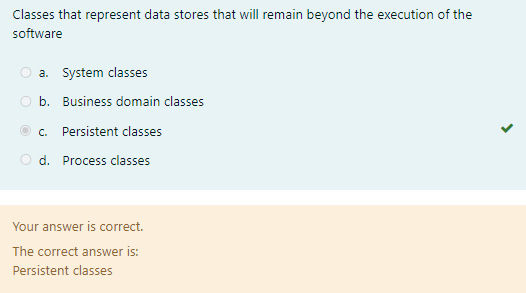 Classes that represent data stores that will remain beyond the execution of the
software
a. System classes
b. Business domain classes
c. Persistent classes
d. Process classes
Your answer is correct.
The correct answer is:
Persistent classes